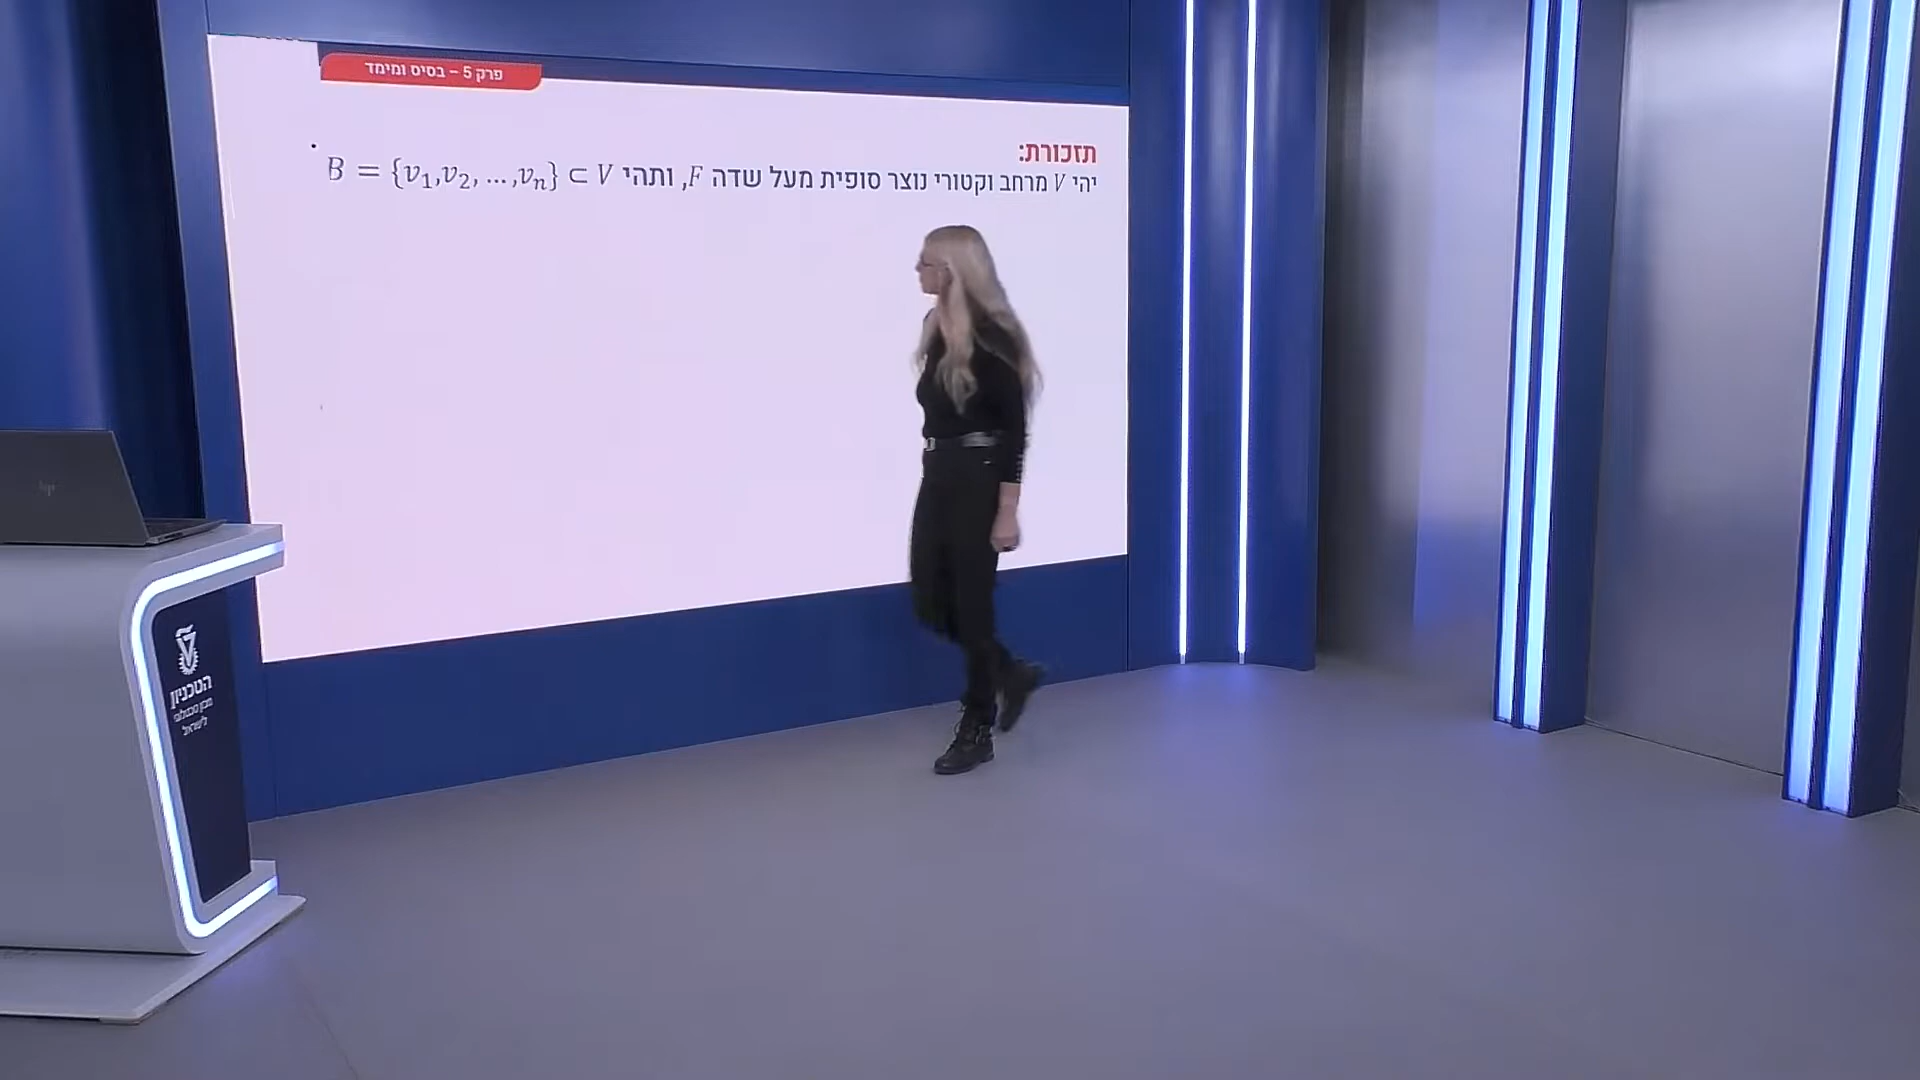 פרק 5 – בסיס ומימד
תזכורת:
יהי V מרחב וקטורי נוצר סופית מעל שדה F, ותהי B = {v₁,v₂, …,vₙ} ⊂ V.
הטכניון
מכון טכנולוגי
לישראל
hp